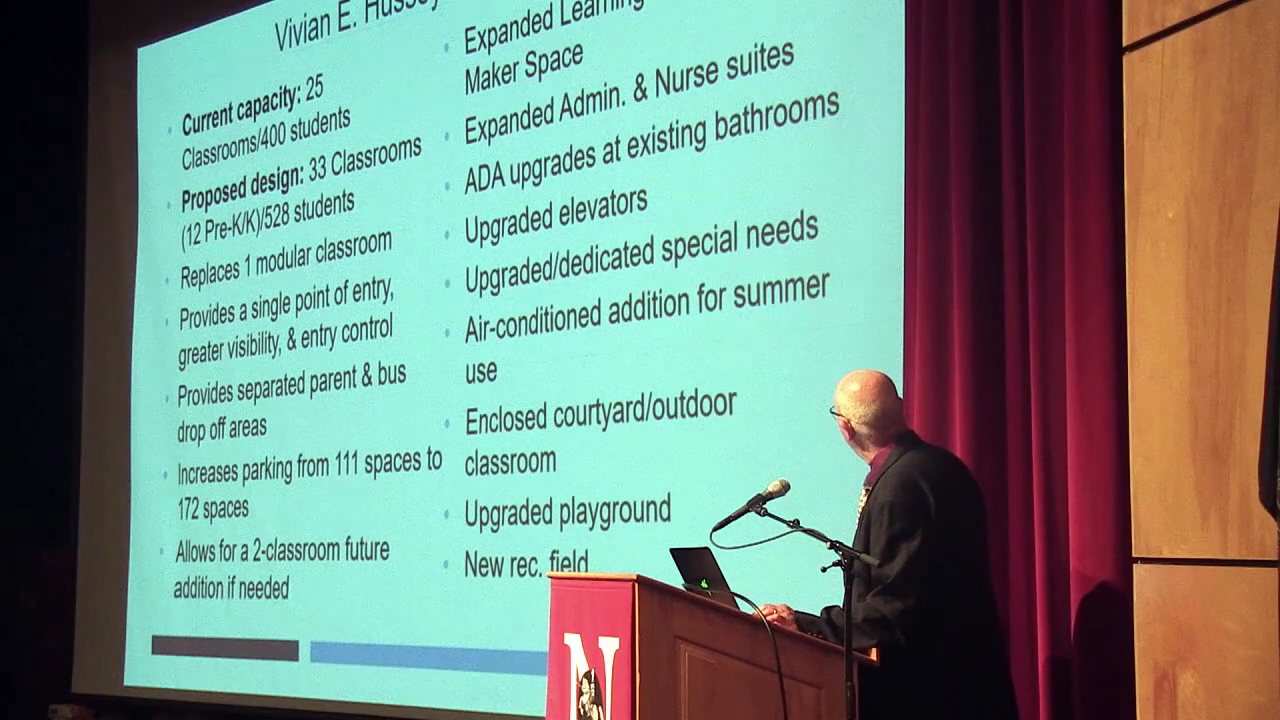 Vivian E. Hussey
Current capacity: 25
Classrooms/400 students
Proposed design: 33 Classrooms
(12 Pre-K/K)/528 students
Replaces 1 modular classroom
Provides a single point of entry,
greater visibility, & entry control
Provides separated parent & bus
drop off areas
Increases parking from 111 spaces to
172 spaces
Allows for a 2-classroom future
addition if needed
Expanded Learning
Maker Space
Expanded Admin. & Nurse suites
ADA upgrades at existing bathrooms
Upgraded elevators
Upgraded/dedicated special needs
Air-conditioned addition for summer
use
Enclosed courtyard/outdoor
classroom
Upgraded playground
New rec. field
N